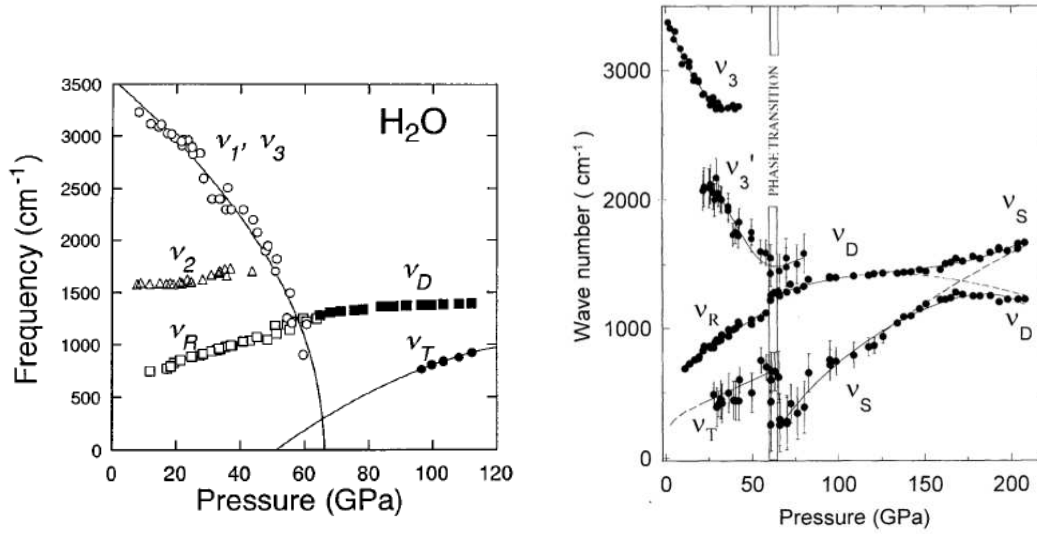 H₂O
ν₁, ν₃
ν₂
ν_R
ν_D
ν_T
3500
3000
2500
2000
1500
1000
500
0
Frequency (cm⁻¹)
0 20 40 60 80 100 120
Pressure (GPa)
PHASE TRANSITION
ν₃
ν₃'
ν_D
ν_S
ν_R
ν_T
ν_S
ν_D
3000
2000
1000
0
Wave number ( cm⁻¹)
0 50 100 150 200
Pressure (GPa)